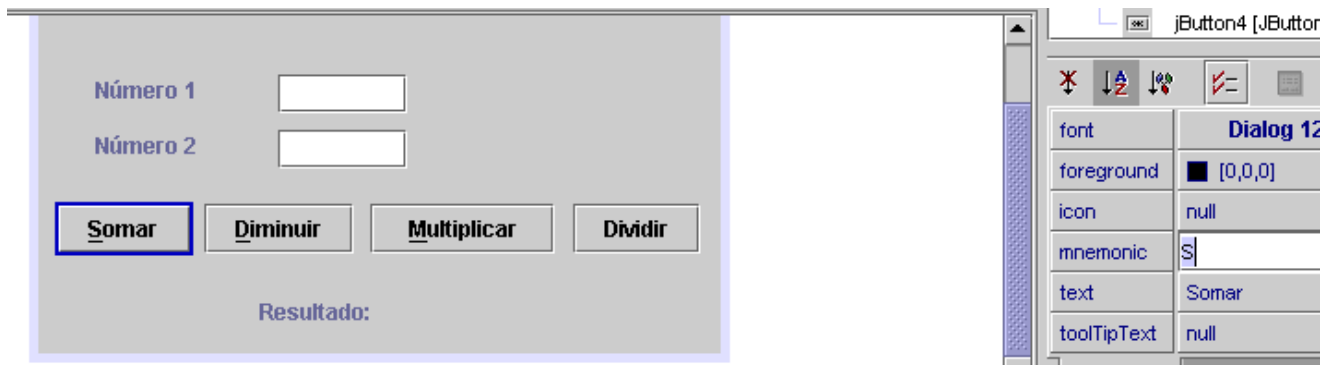 jButton4 [JButton
Número 1
Número 2
Somar Diminuir Multiplicar Dividir
Resultado:
font Dialog 12
foreground [0,0,0]
icon null
mnemonic S
text Somar
toolTipText null